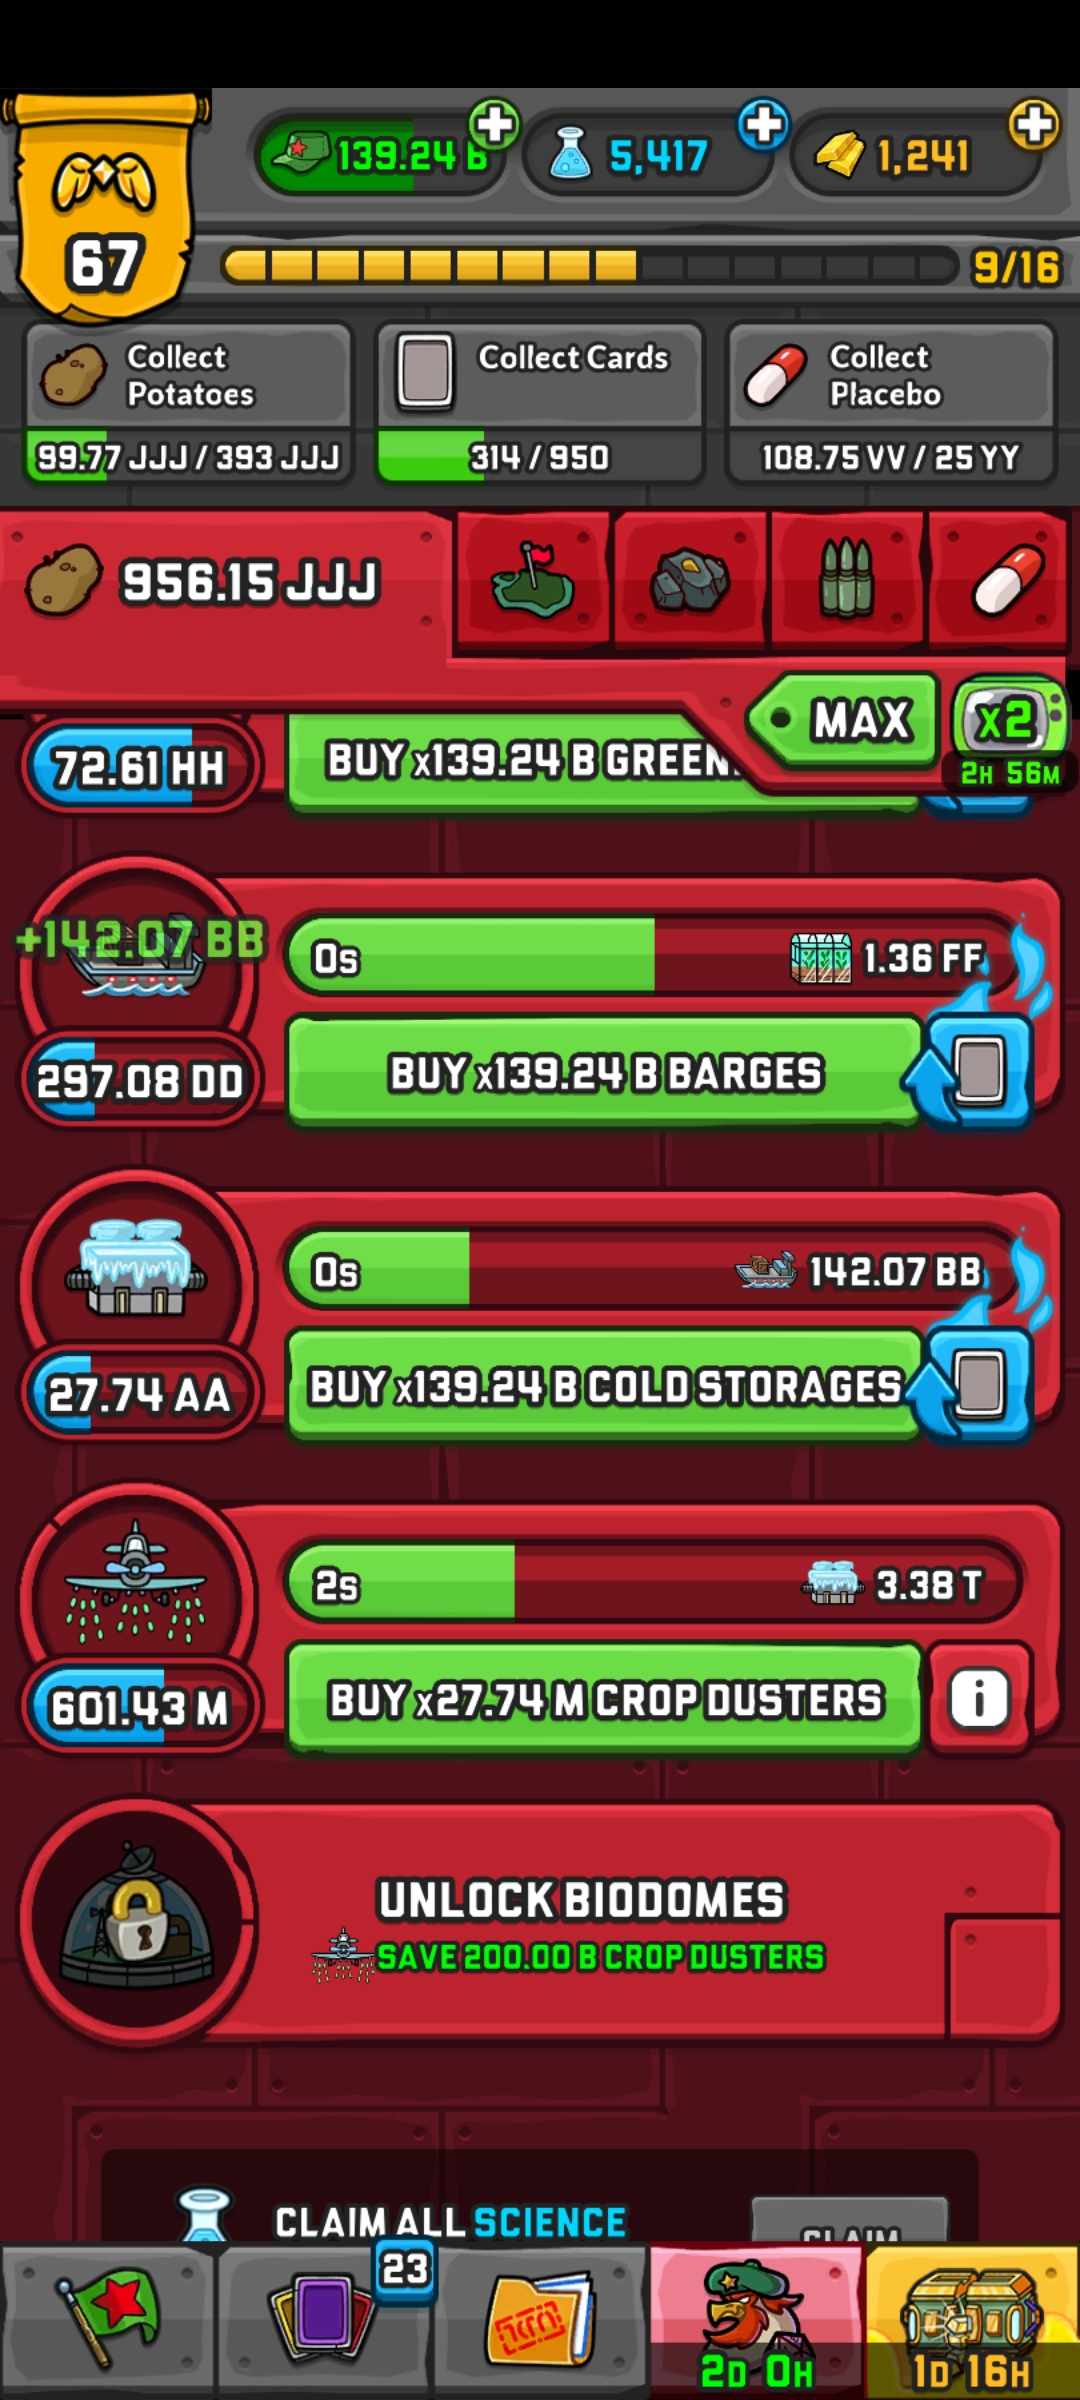 139.24 B
5,417
1,241
67
9/16
Collect
Potatoes
99.77 JJJ / 393 JJJ
Collect Cards
314 / 950
Collect
Placebo
108.75 VV / 25 YY
956.15 JJJ
MAX
x2
2H 56M
72.61 HH
BUY x139.24 B GREEN
+142.07 BB
0s
1.36 FF
297.08 DD
BUY x139.24 B BARGES
0s
142.07 BB
27.74 AA
BUY x139.24 B COLD STORAGES
2s
3.38 T
601.43 M
BUY x27.74 M CROP DUSTERS
i
UNLOCK BIODOMES
SAVE 200.00 B CROP DUSTERS
CLAIM ALL SCIENCE
CLAIM
23
2D 0H
1D 16H